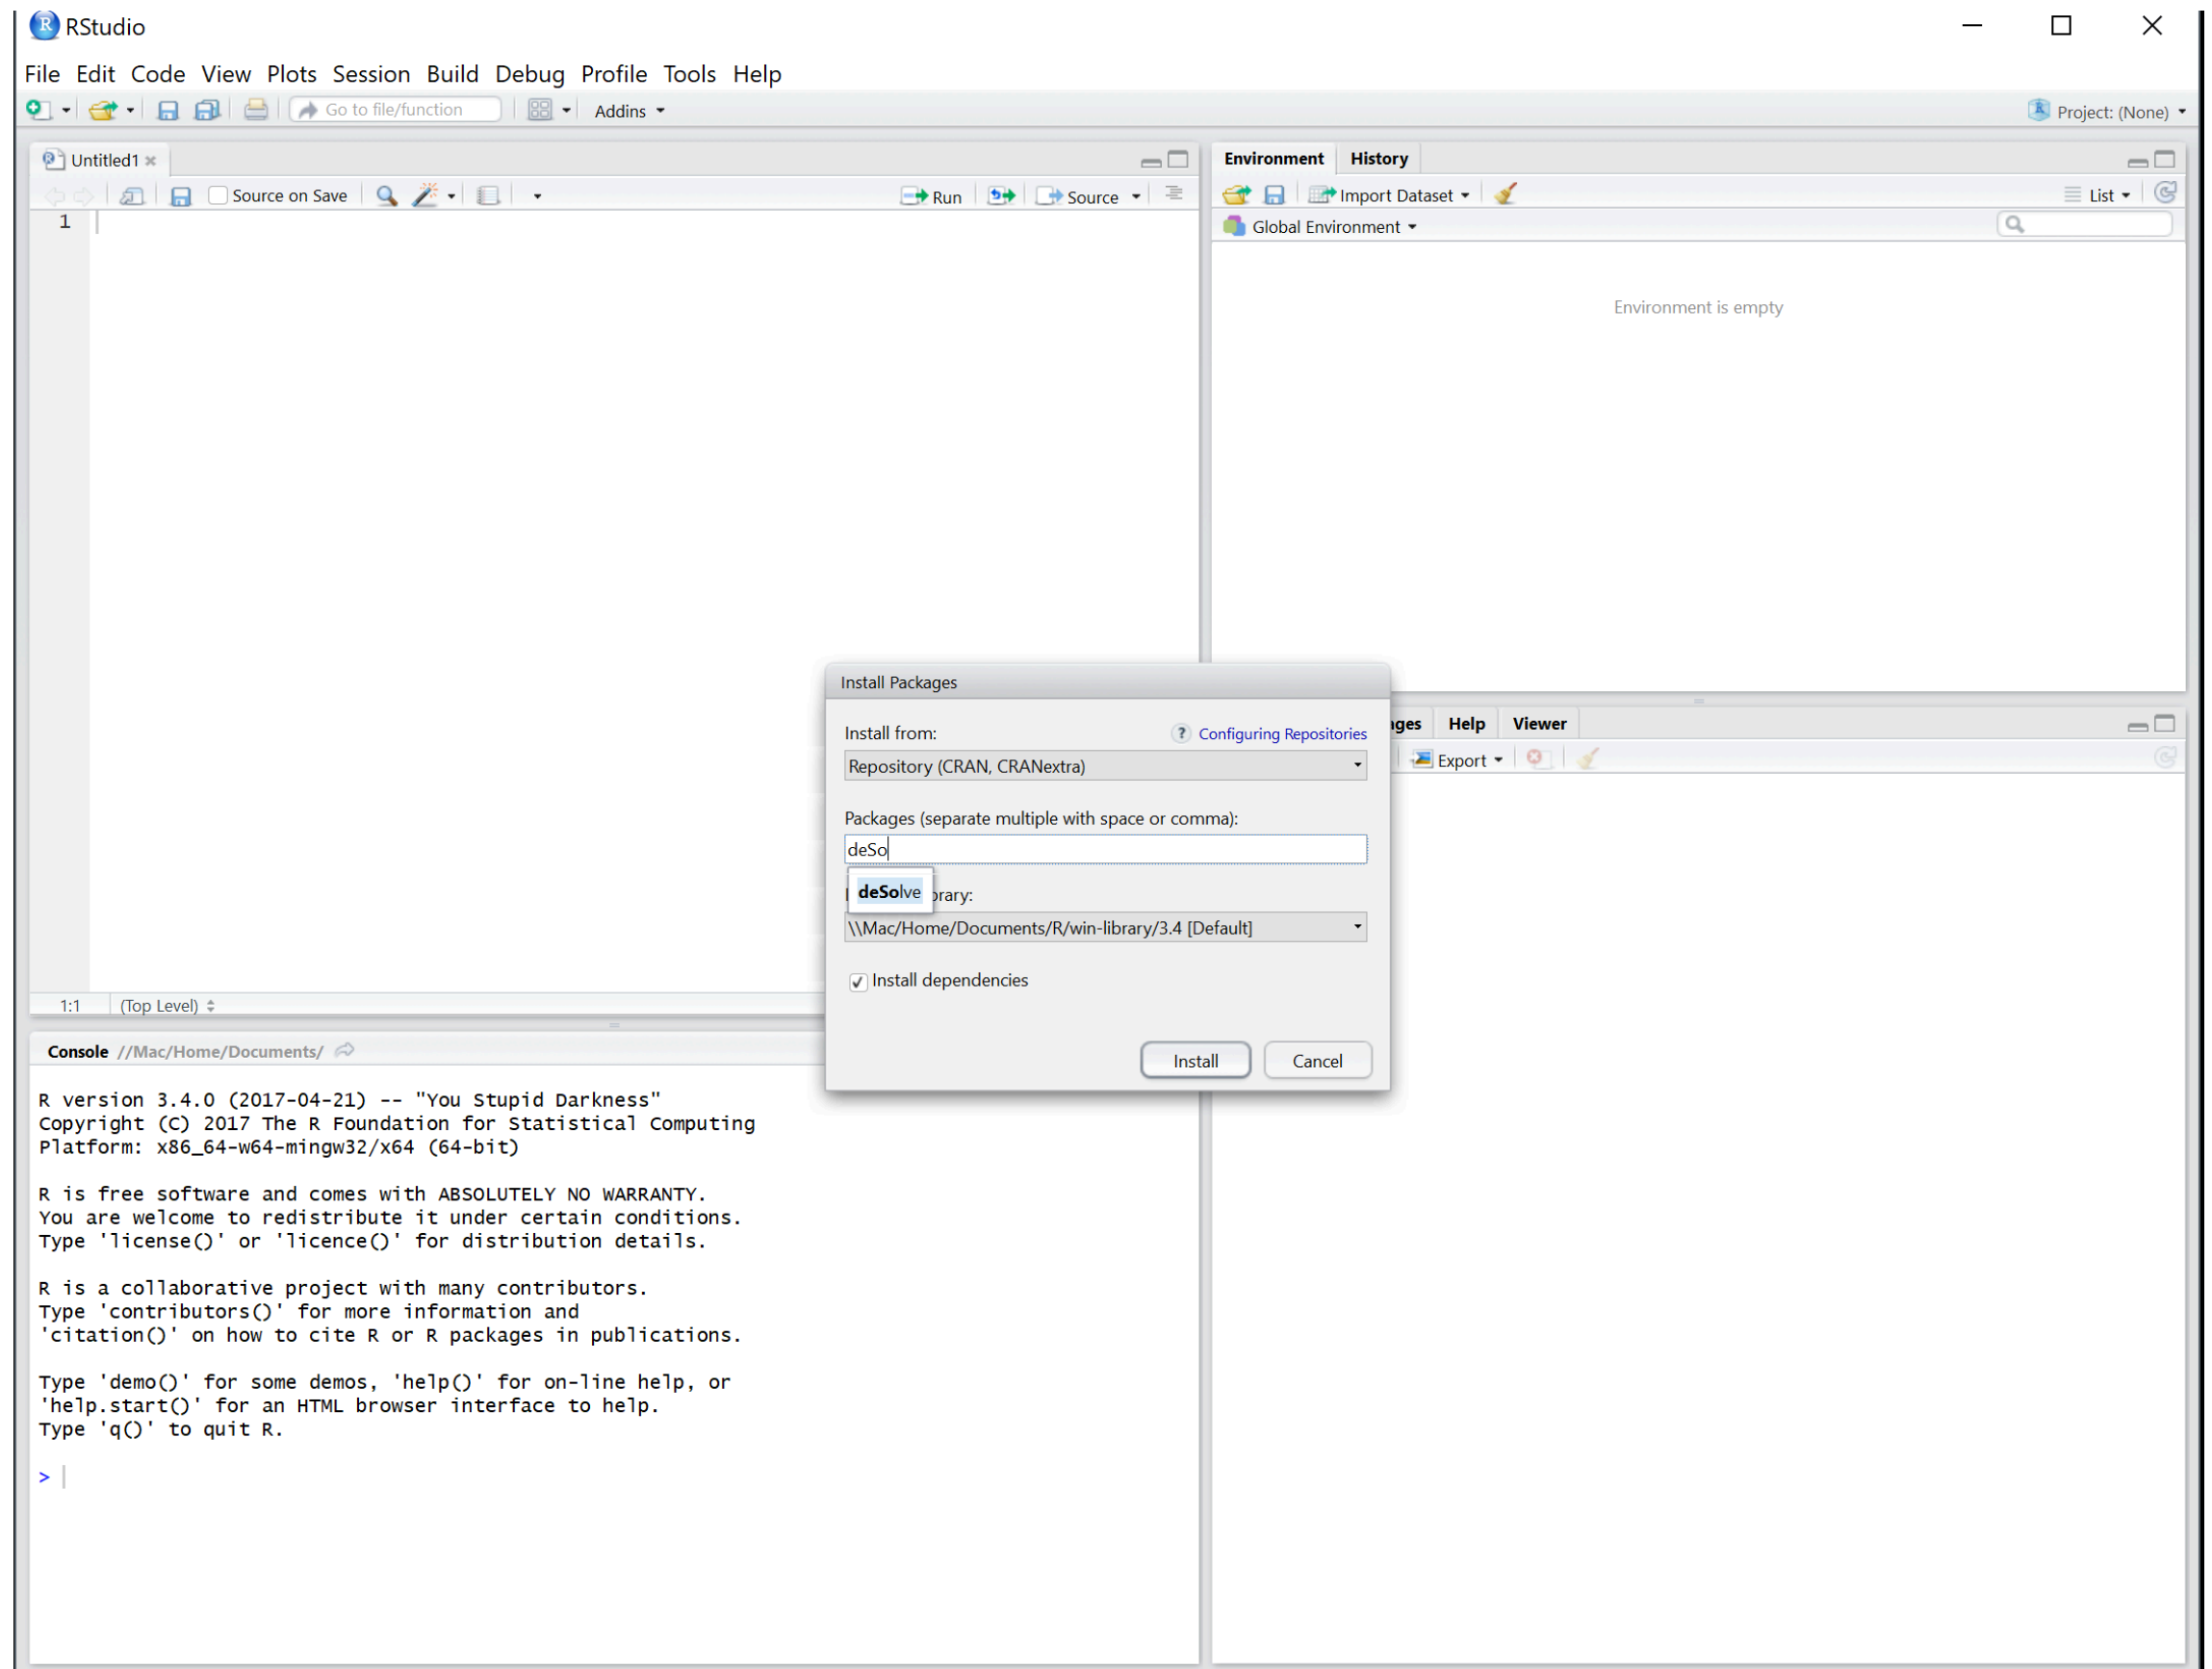 RStudio
File Edit Code View Plots Session Build Debug Profile Tools Help
Go to file/function
Addins
Project: (None)
Untitled1
Source on Save
Run
Source
1
1:1 (Top Level)
Environment History
Import Dataset
List
Global Environment
Environment is empty
Install Packages
Install from:
? Configuring Repositories
Repository (CRAN, CRANextra)
Packages (separate multiple with space or comma):
deSo
deSolve
\\Mac/Home/Documents/R/win-library/3.4 [Default]
Install dependencies
Install Cancel
Help Viewer
Export
Console //Mac/Home/Documents/
R version 3.4.0 (2017-04-21) -- "You Stupid Darkness"
Copyright (C) 2017 The R Foundation for Statistical Computing
Platform: x86_64-w64-mingw32/x64 (64-bit)
R is free software and comes with ABSOLUTELY NO WARRANTY.
You are welcome to redistribute it under certain conditions.
Type 'license()' or 'licence()' for distribution details.
R is a collaborative project with many contributors.
Type 'contributors()' for more information and
'citation()' on how to cite R or R packages in publications.
Type 'demo()' for some demos, 'help()' for on-line help, or
'help.start()' for an HTML browser interface to help.
Type 'q()' to quit R.
>